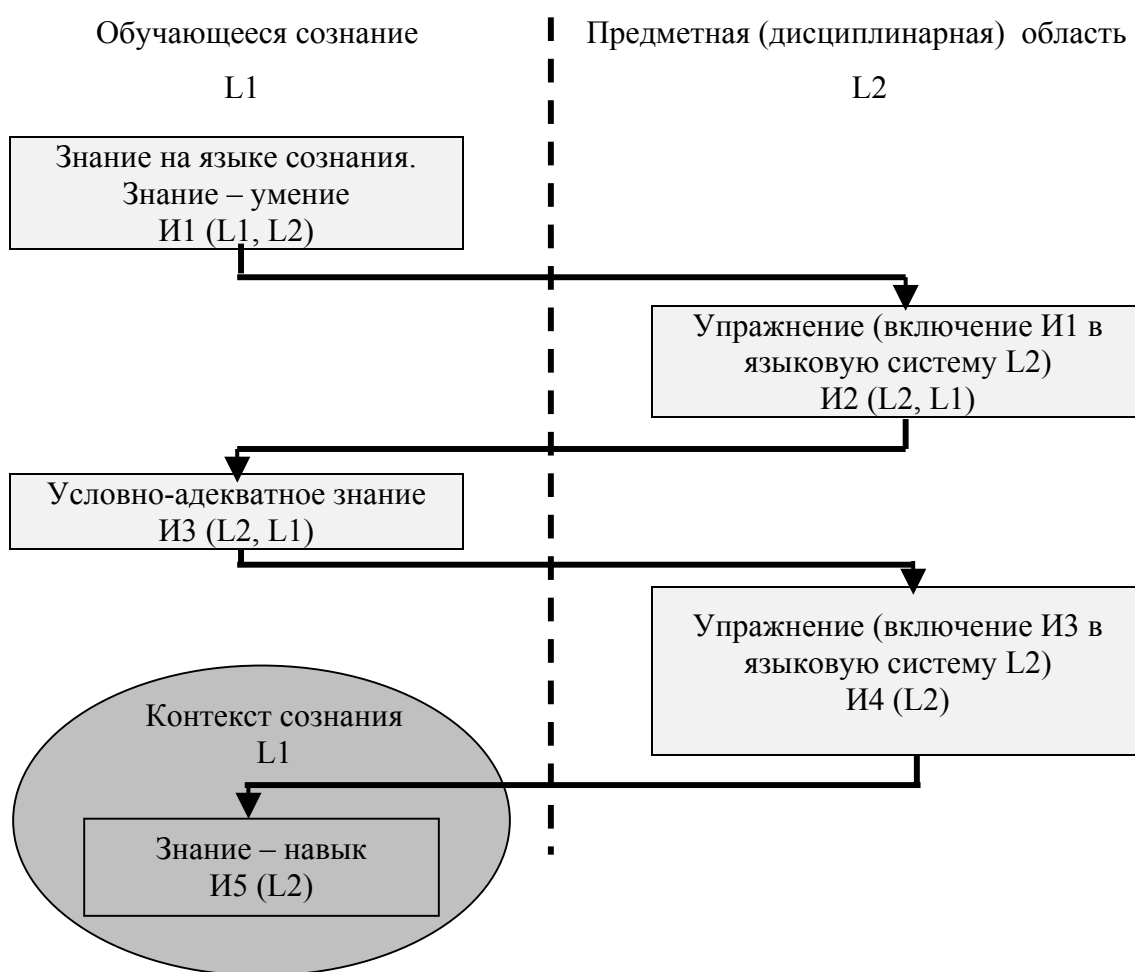 Обучающееся сознание
L1
Предметная (дисциплинарная) область
L2
Знание на языке сознания.
Знание – умение
И1 (L1, L2)
Упражнение (включение И1 в
языковую систему L2)
И2 (L2, L1)
Условно-адекватное знание
И3 (L2, L1)
Упражнение (включение И3 в
языковую систему L2)
И4 (L2)
Контекст сознания
L1
Знание – навык
И5 (L2)